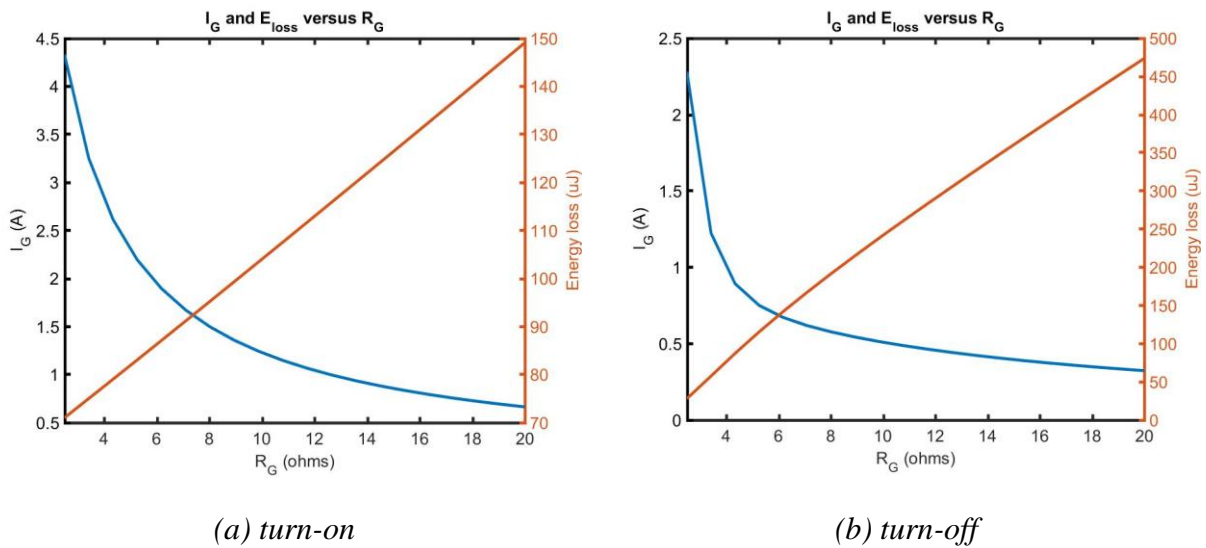 I_G and E_loss versus R_G
4.5
4
3.5
3
2.5
2
1.5
1
0.5
I_G (A)
150
140
130
120
110
100
90
80
70
Energy loss (uJ)
4 6 8 10 12 14 16 18 20
R_G (ohms)
(a) turn-on
I_G and E_loss versus R_G
2.5
2
1.5
1
0.5
0
I_G (A)
500
450
400
350
300
250
200
150
100
50
0
Energy loss (uJ)
4 6 8 10 12 14 16 18 20
R_G (ohms)
(b) turn-off